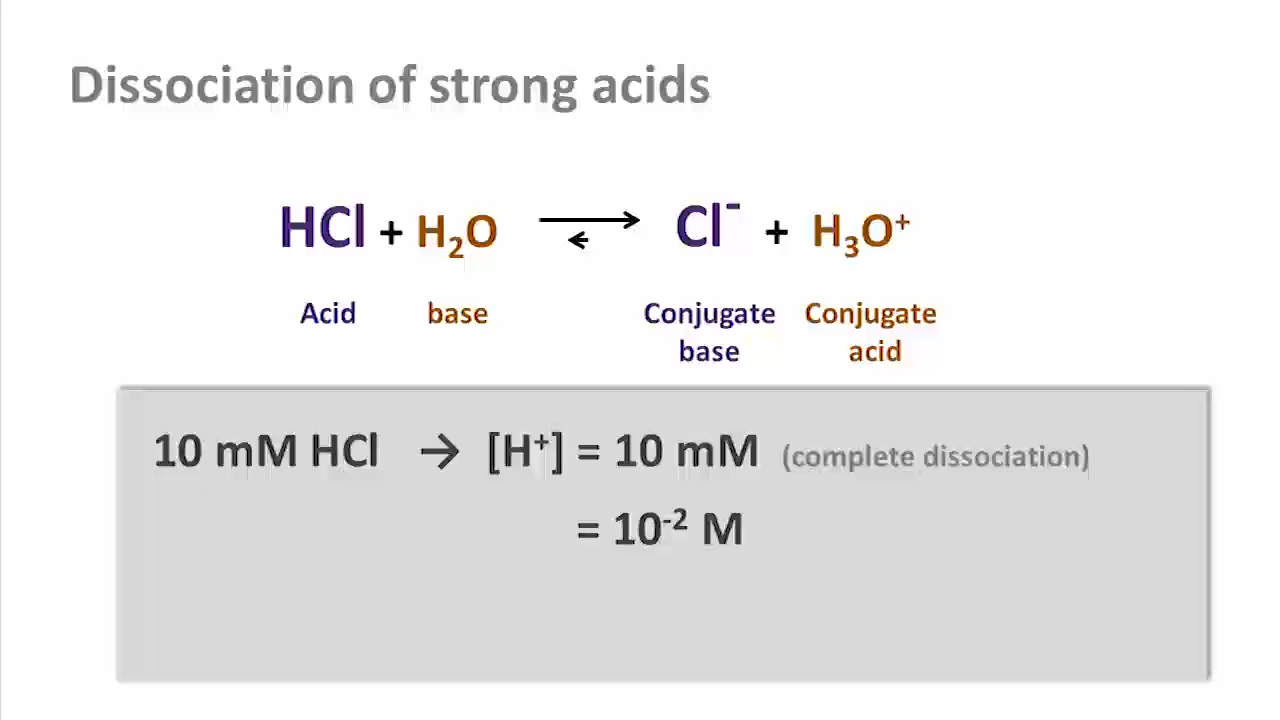 Dissociation of strong acids
HCl + H₂O ⇄ Cl⁻ + H₃O⁺
Acid base Conjugate base Conjugate acid
10 mM HCl → [H⁺] = 10 mM (complete dissociation)
= 10⁻² M